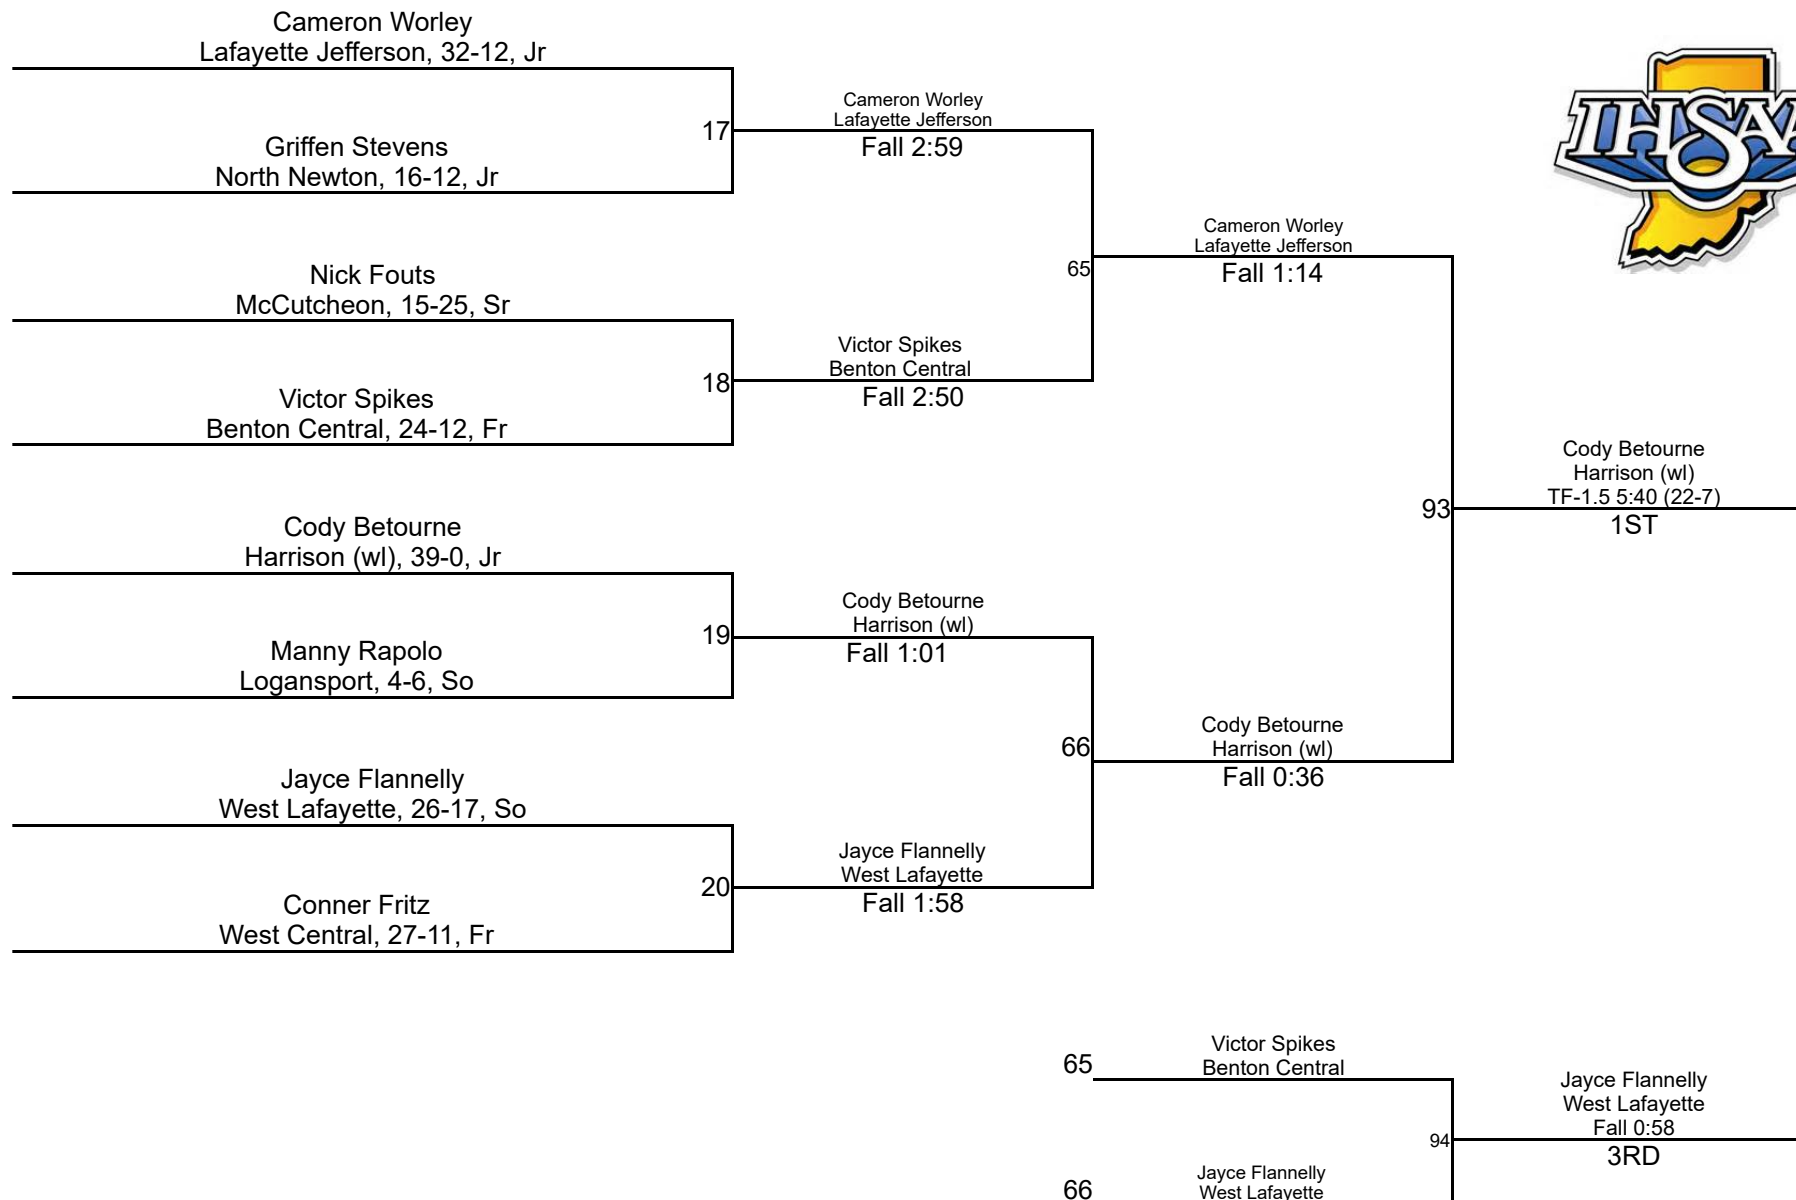 Cameron Worley
Lafayette Jefferson, 32-12, Jr
Griffen Stevens
North Newton, 16-12, Jr
Nick Fouts
McCutcheon, 15-25, Sr
Victor Spikes
Benton Central, 24-12, Fr
Cody Betourne
Harrison (wl), 39-0, Jr
Manny Rapolo
Logansport, 4-6, So
Jayce Flannelly
West Lafayette, 26-17, So
Conner Fritz
West Central, 27-11, Fr
17
Cameron Worley
Lafayette Jefferson
Fall 2:59
18
Victor Spikes
Benton Central
Fall 2:50
19
Cody Betourne
Harrison (wl)
Fall 1:01
20
Jayce Flannelly
West Lafayette
Fall 1:58
65
Cameron Worley
Lafayette Jefferson
Fall 1:14
66
Cody Betourne
Harrison (wl)
Fall 0:36
IHSAA
93
Cody Betourne
Harrison (wl)
TF-1.5 5:40 (22-7)
1ST
65
Victor Spikes
Benton Central
66
Jayce Flannelly
West Lafayette
94
Jayce Flannelly
West Lafayette
Fall 0:58
3RD